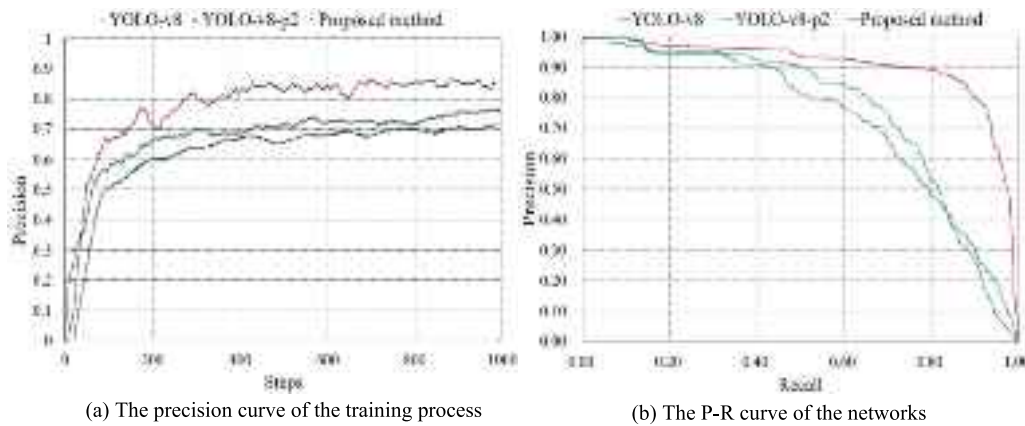 YOLO-v8 YOLO-v8-p2 Proposed method
1
0.9
0.8
0.7
0.6
0.5
0.4
0.3
0.2
0.1
0
Precision
0 200 400 600 800 1000
Steps
(a) The precision curve of the training process
YOLO-v8 YOLO-v8-p2 Proposed method
1.00
0.90
0.80
0.70
0.60
0.50
0.40
0.30
0.20
0.10
0.00
Precision
0.00 0.20 0.40 0.60 0.80 1.00
Recall
(b) The P-R curve of the networks